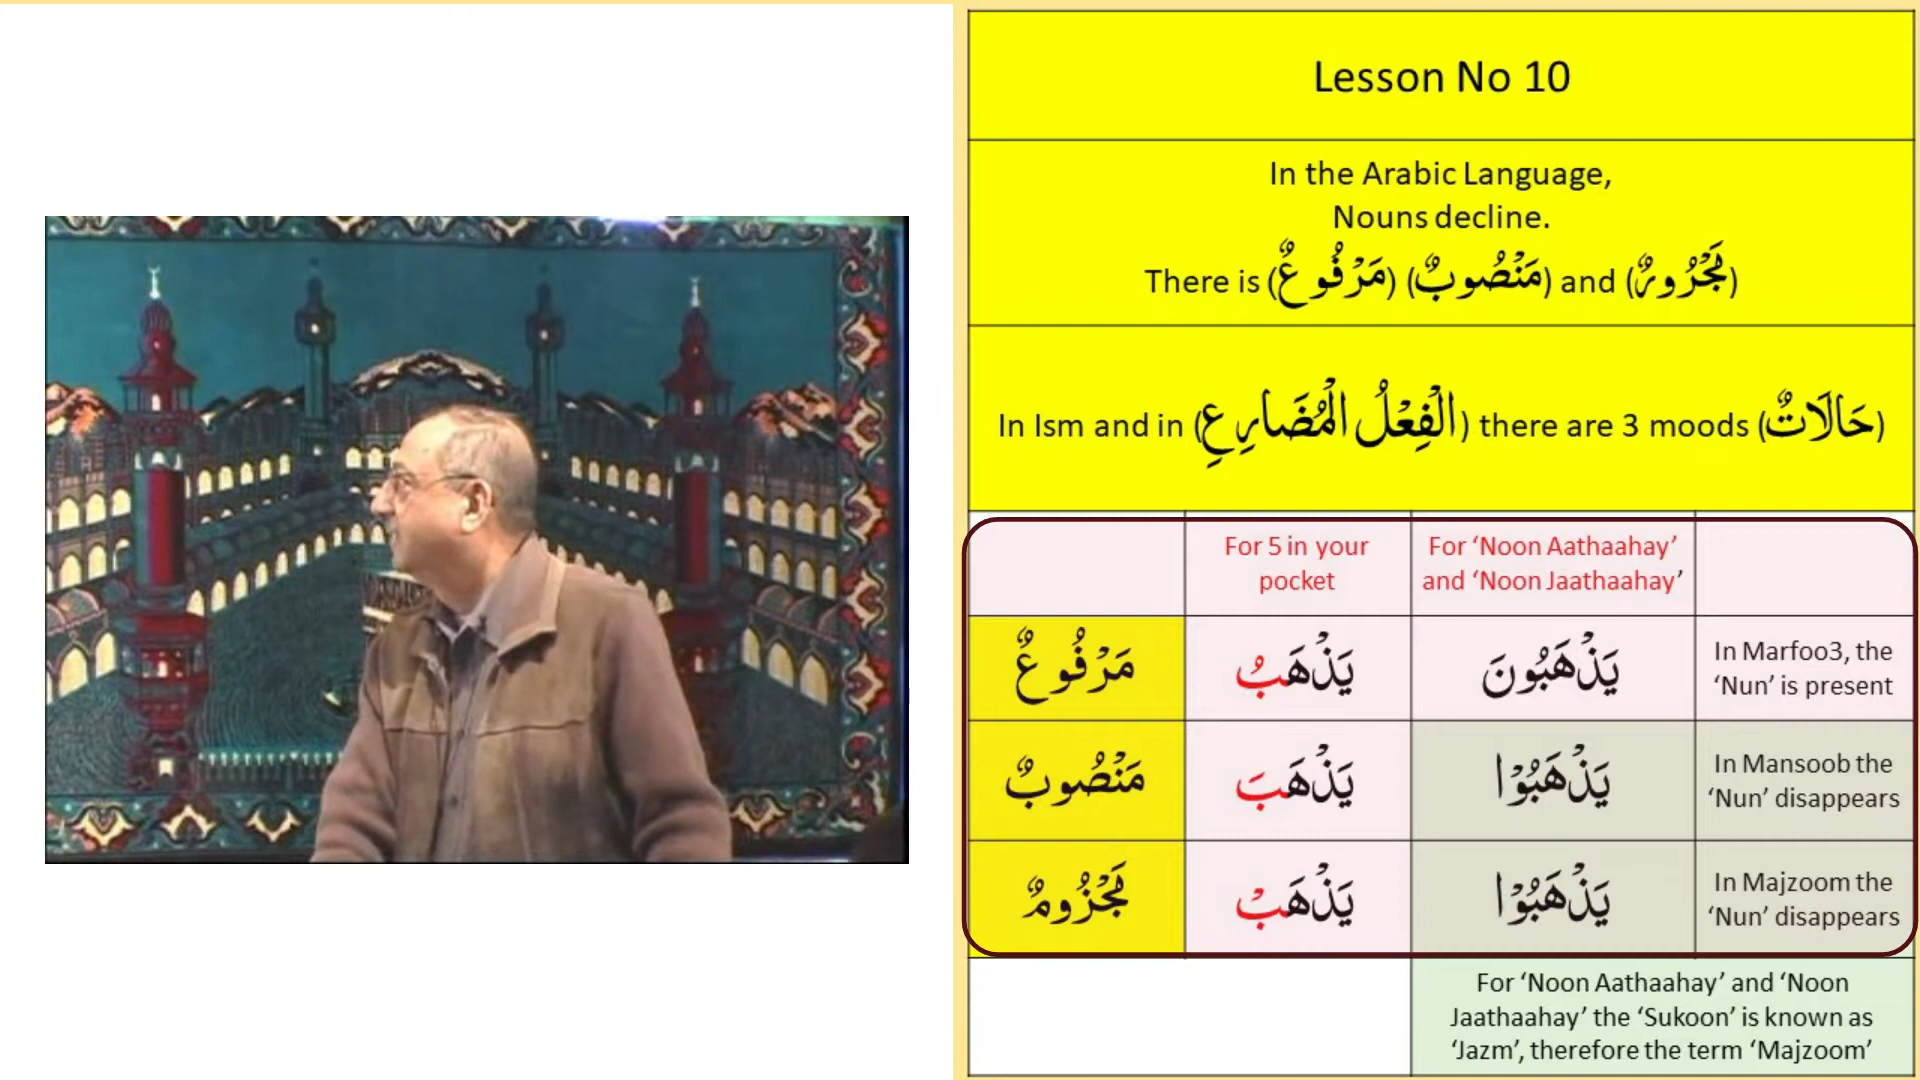 Lesson No 10
In the Arabic Language,
Nouns decline.
There is (مَرْفُوعٌ) (مَنْصُوبٌ) and (مَجْرُورٌ)
In Ism and in (الْفِعْلُ الْمُضَارِعِ) there are 3 moods (حَالَاتٌ)
For 5 in your
pocket
For ‘Noon Aathaahay’
and ‘Noon Jaathaahay’
مَرْفُوعٌ
يَذْهَبُ
يَذْهَبُونَ
In Marfoo3, the
‘Nun’ is present
مَنْصُوبٌ
يَذْهَبَ
يَذْهَبُوْا
In Mansoob the
‘Nun’ disappears
مَجْزُومٌ
يَذْهَبْ
يَذْهَبُوْا
In Majzoom the
‘Nun’ disappears
For ‘Noon Aathaahay’ and ‘Noon
Jaathaahay’ the ‘Sukoon’ is known as
‘Jazm’, therefore the term ‘Majzoom’